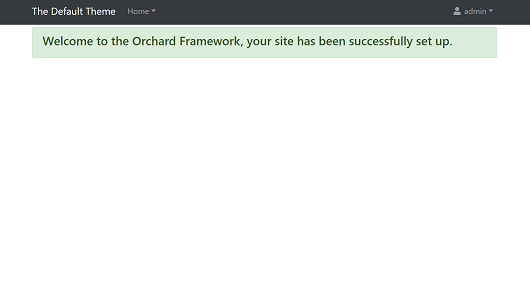 The Default Theme Home admin
Welcome to the Orchard Framework, your site has been successfully set up.